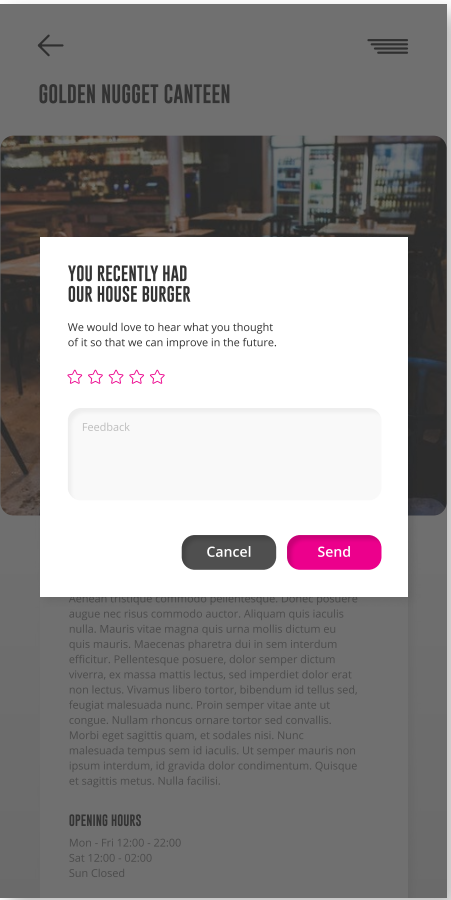 GOLDEN NUGGET CANTEEN
YOU RECENTLY HAD
OUR HOUSE BURGER
We would love to hear what you thought
of it so that we can improve in the future.
Feedback
Cancel
Send
Aenean tristique commodo pellentesque. Donec posuere
augue nec risus commodo auctor. Aliquam quis iaculis
nulla. Mauris vitae magna quis urna mollis dictum eu
quis mauris. Maecenas pharetra dui in sem interdum
efficitur. Pellentesque posuere, dolor semper dictum
viverra, ex massa mattis lectus, sed imperdiet dolor erat
non lectus. Vivamus libero tortor, bibendum id tellus sed,
feugiat malesuada nunc. Proin semper vitae ante ut
congue. Nullam rhoncus ornare tortor sed convallis.
Morbi eget sagittis quam, et sodales nisi. Nunc
malesuada tempus sem id iaculis. Ut semper mauris non
ipsum interdum, id gravida dolor condimentum. Quisque
et sagittis metus. Nulla facilisi.
OPENING HOURS
Mon - Fri 12:00 - 22:00
Sat 12:00 - 02:00
Sun Closed